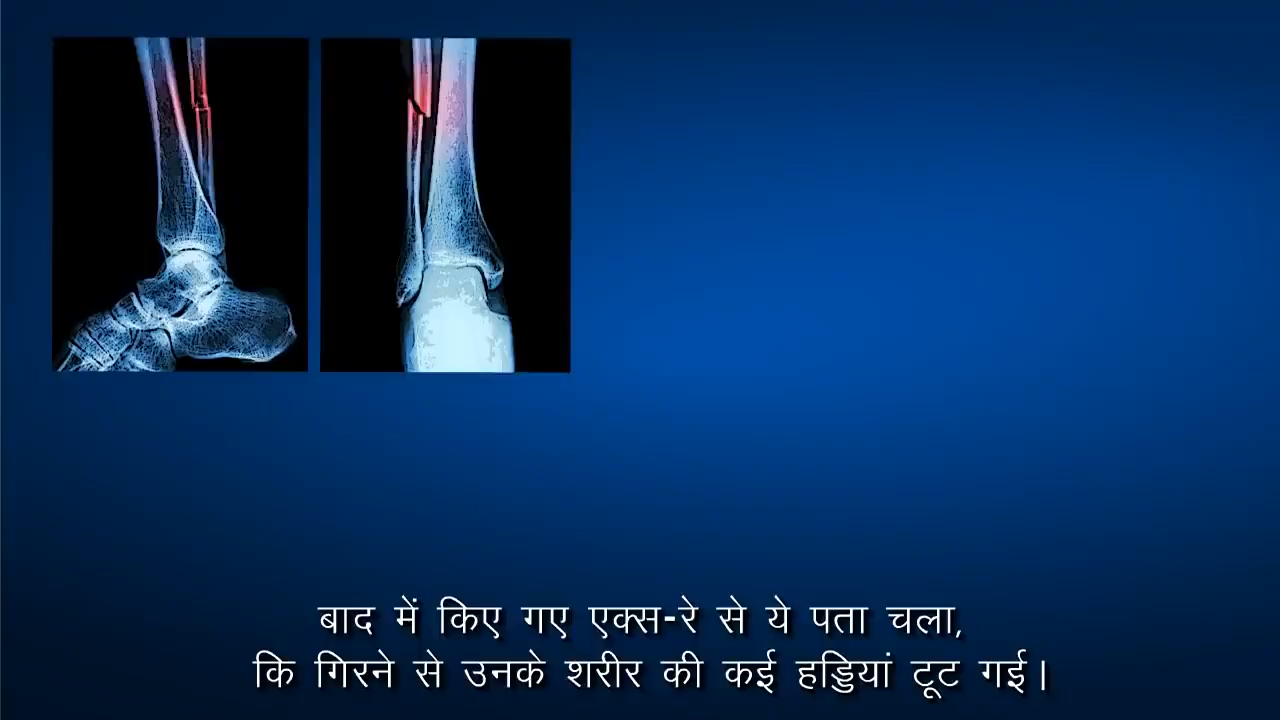 बाद में किए गए एक्स-रे से ये पता चला,
कि गिरने से उनके शरीर की कई हड्डियां टूट गई।